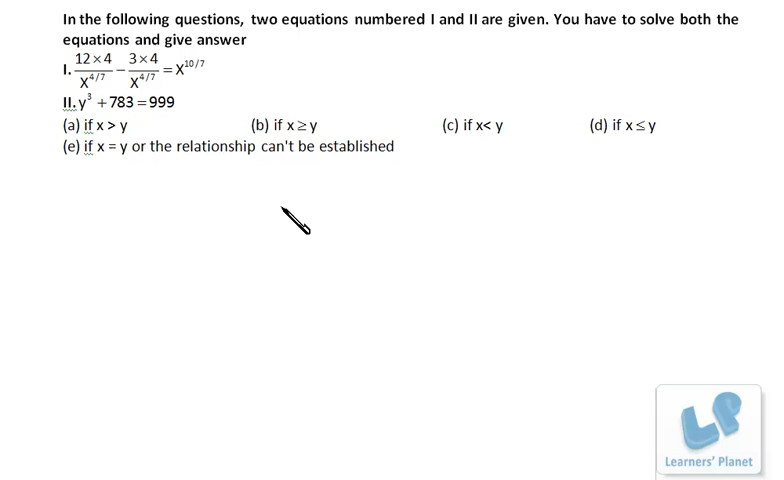 In the following questions, two equations numbered I and II are given. You have to solve both the
equations and give answer
I. 12×4/X^4/7 − 3×4/X^4/7 = X^10/7
II. y³ +783 =999
(a) if x > y (b) if x ≥ y (c) if x< y (d) if x ≤ y
(e) if x = y or the relationship can't be established
LP
Learners' Planet